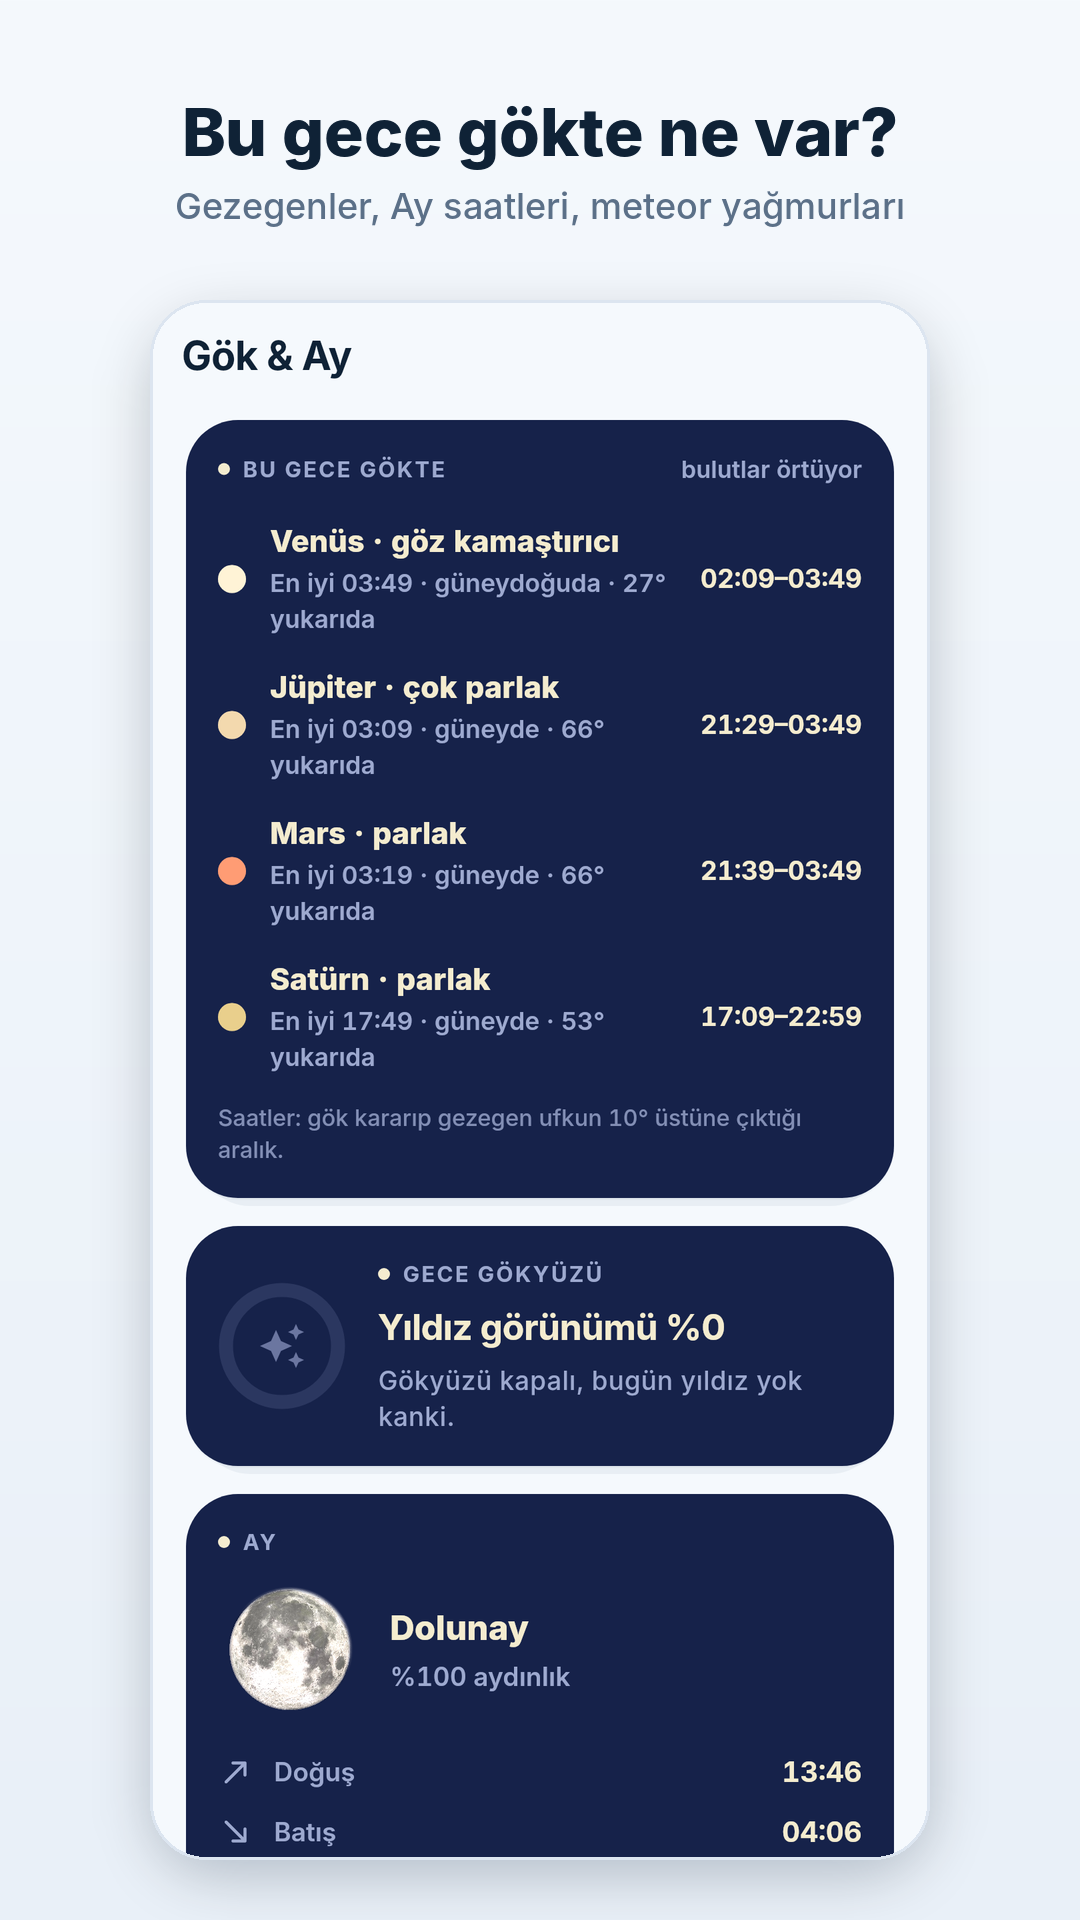 Bu gece gökte ne var?
Gezegenler, Ay saatleri, meteor yağmurları
Gök & Ay
BU GECE GÖKTE
bulutlar örtüyor
Venüs · göz kamaştırıcı
En iyi 03:49 · güneydoğuda · 27°
yukarıda
02:09–03:49
Jüpiter · çok parlak
En iyi 03:09 · güneyde · 66°
yukarıda
21:29–03:49
Mars · parlak
En iyi 03:19 · güneyde · 66°
yukarıda
21:39–03:49
Satürn · parlak
En iyi 17:49 · güneyde · 53°
yukarıda
17:09–22:59
Saatler: gök kararıp gezegen ufkun 10° üstüne çıktığı
aralık.
GECE GÖKYÜZÜ
Yıldız görünümü %0
Gökyüzü kapalı, bugün yıldız yok
kanki.
AY
Dolunay
%100 aydınlık
Doğuş 13:46
Batış 04:06